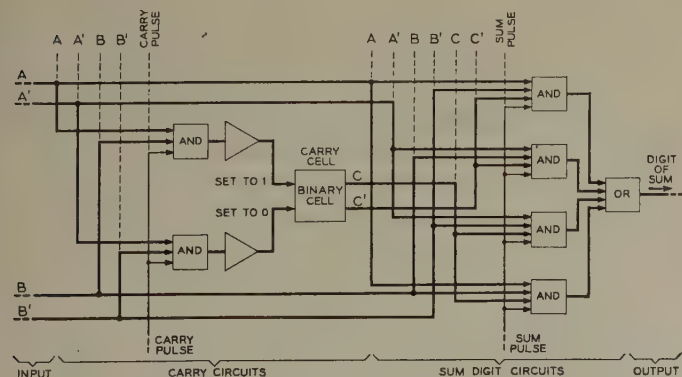 A A' B B' CARRY PULSE A A' B B' C C' SUM PULSE
A
A'
AND
AND
AND
SET TO 1
CARRY CELL
BINARY CELL
C
C'
OR
DIGIT OF SUM
SET TO 0
AND
AND
AND
B
B'
CARRY PULSE
SUM PULSE
INPUT CARRY CIRCUITS SUM DIGIT CIRCUITS OUTPUT